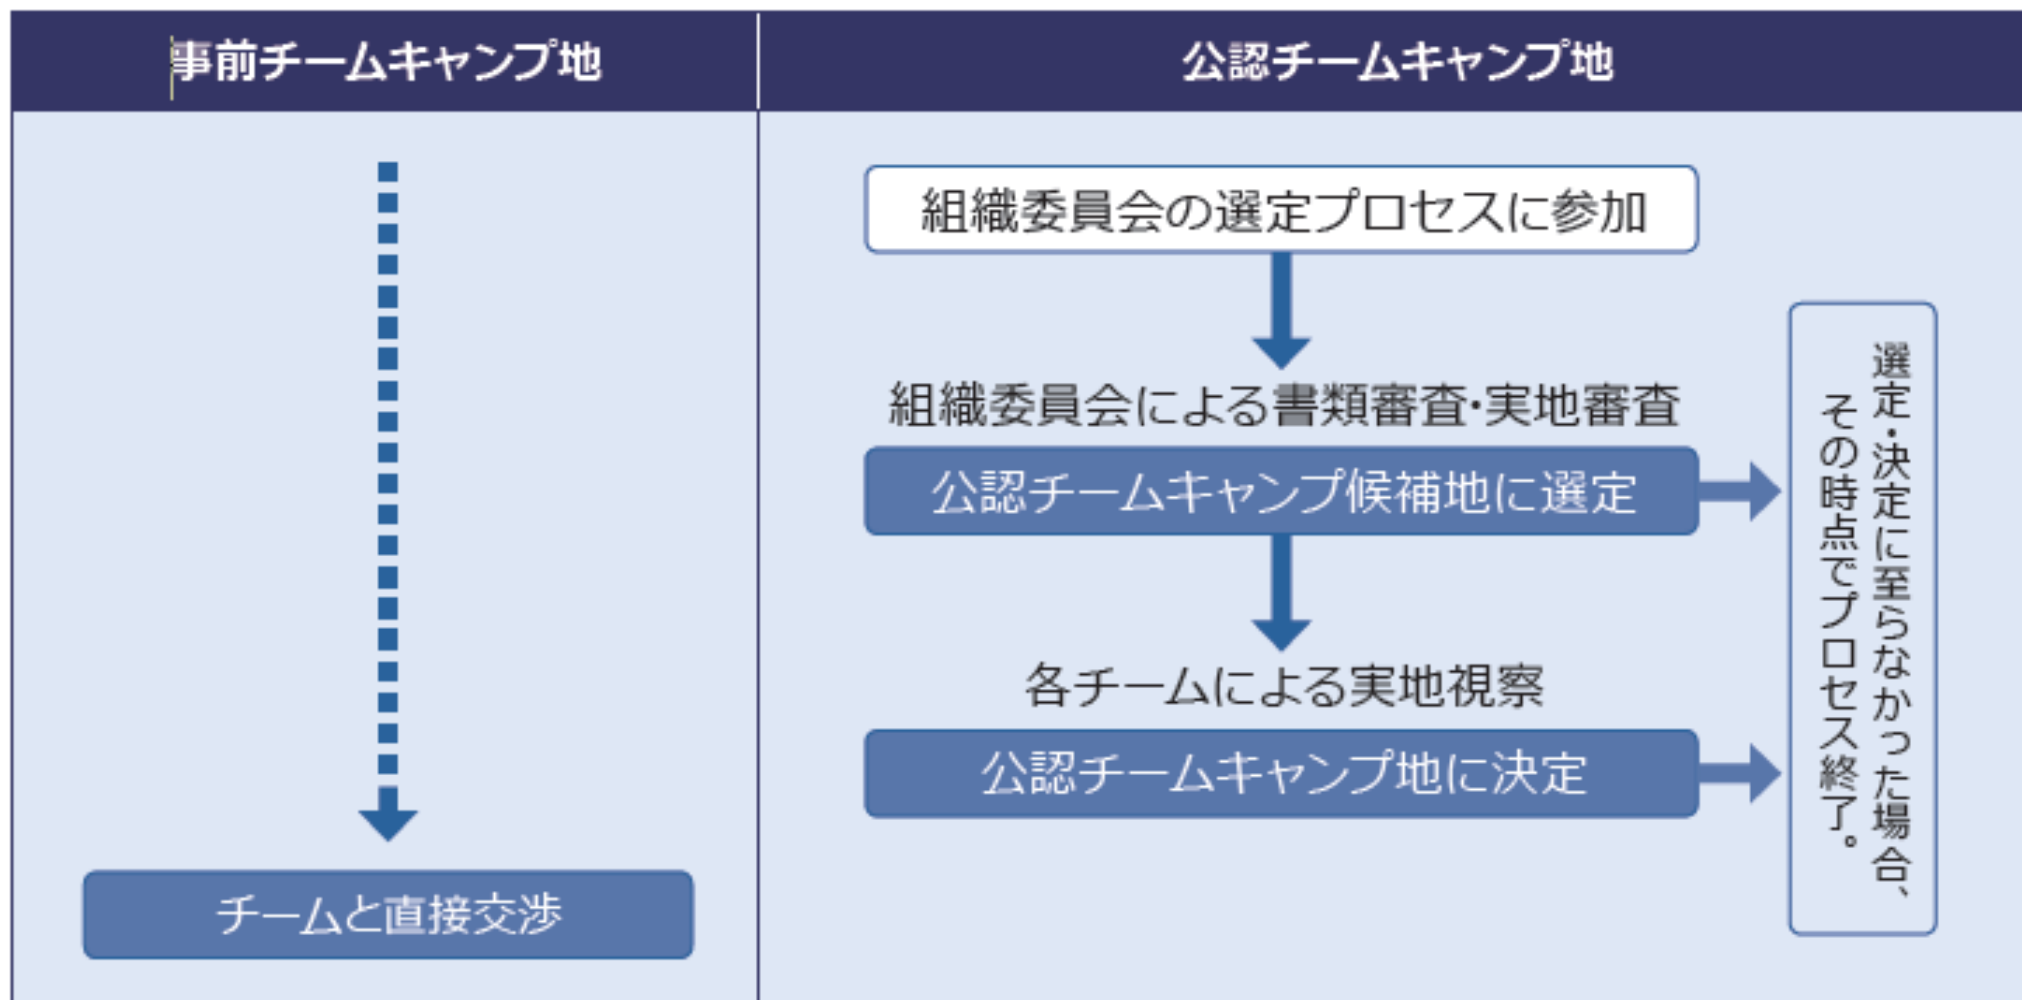 事前チームキャンプ地
公認チームキャンプ地
チームと直接交渉
組織委員会の選定プロセスに参加
組織委員会による書類審査・実地審査
公認チームキャンプ候補地に選定
各チームによる実地視察
公認チームキャンプ地に決定
選定・決定に至らなかった場合、
その時点でプロセス終了。